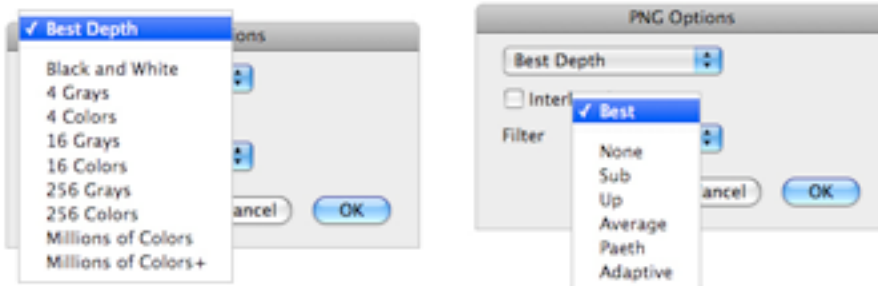 ✓ Best Depth
ons
Black and White
4 Grays
4 Colors
16 Grays
16 Colors
256 Grays
256 Colors
Millions of Colors
Millions of Colors+
ancel
OK
PNG Options
Best Depth
Interl
✓ Best
Filter
None
Sub
Up
Average
Paeth
Adaptive
ancel
OK